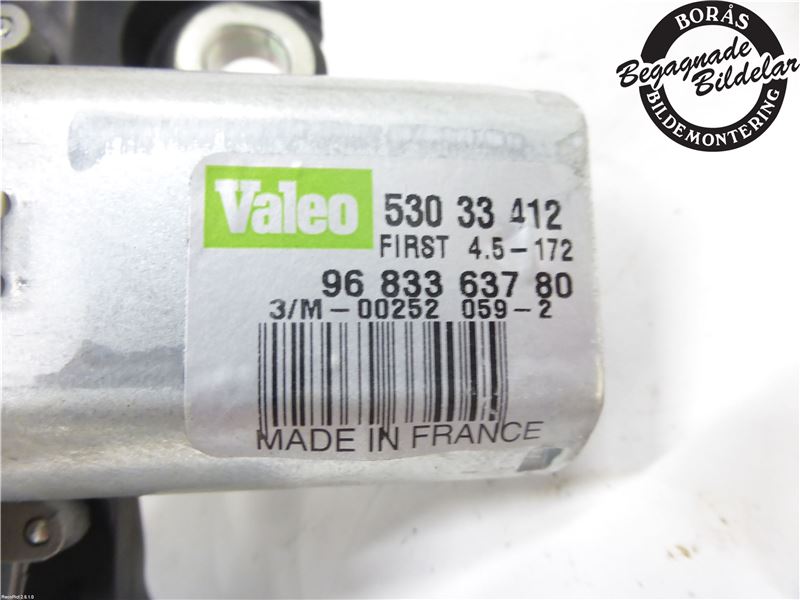 BORÅS
Begagnade
Bildelar
BILDEMONTERING
Valeo 530 33 412
FIRST 4.5-172
96 833 637 80
3/M-00252 059-2
MADE IN FRANCE